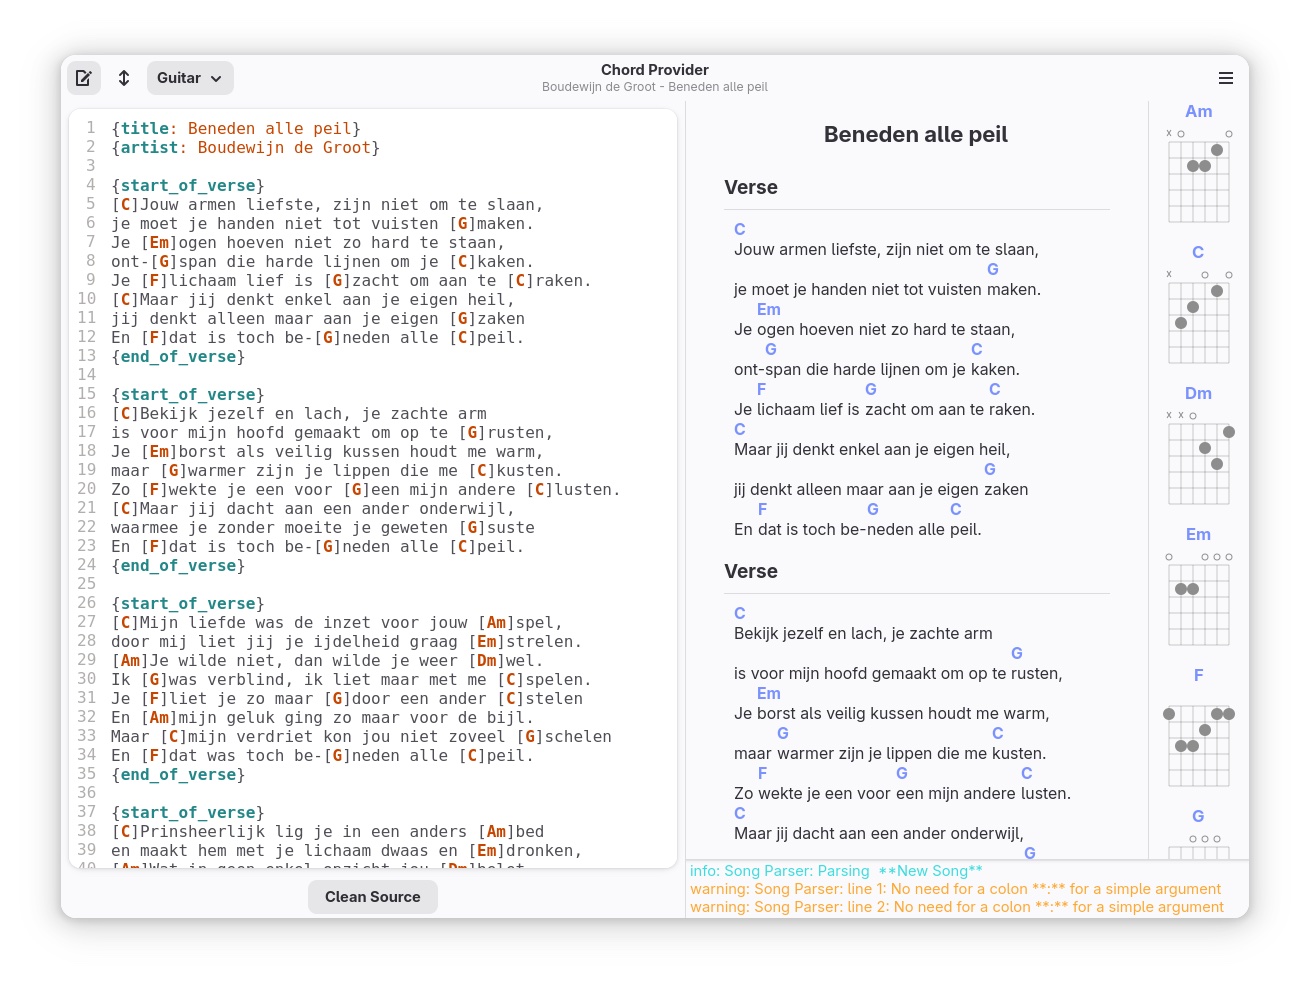 Guitar
Chord Provider
Boudewijn de Groot - Beneden alle peil
1 {title: Beneden alle peil}
2 {artist: Boudewijn de Groot}
3
4 {start_of_verse}
5 [C]Jouw armen liefste, zijn niet om te slaan,
6 je moet je handen niet tot vuisten [G]maken.
7 Je [Em]ogen hoeven niet zo hard te staan,
8 ont-[G]span die harde lijnen om je [C]kaken.
9 Je [F]lichaam lief is [G]zacht om aan te [C]raken.
10 [C]Maar jij denkt enkel aan je eigen heil,
11 jij denkt alleen maar aan je eigen [G]zaken
12 En [F]dat is toch be-[G]neden alle [C]peil.
13 {end_of_verse}
14
15 {start_of_verse}
16 [C]Bekijk jezelf en lach, je zachte arm
17 is voor mijn hoofd gemaakt om op te [G]rusten,
18 Je [Em]borst als veilig kussen houdt me warm,
19 maar [G]warmer zijn je lippen die me [C]kusten.
20 Zo [F]wekte je een voor [G]een mijn andere [C]lusten.
21 [C]Maar jij dacht aan een ander onderwijl,
22 waarmee je zonder moeite je geweten [G]suste
23 En [F]dat is toch be-[G]neden alle [C]peil.
24 {end_of_verse}
25
26 {start_of_verse}
27 [C]Mijn liefde was de inzet voor jouw [Am]spel,
28 door mij liet jij je ijdelheid graag [Em]strelen.
29 [Am]Je wilde niet, dan wilde je weer [Dm]wel.
30 Ik [G]was verblind, ik liet maar met me [C]spelen.
31 Je [F]liet je zo maar [G]door een ander [C]stelen
32 En [Am]mijn geluk ging zo maar voor de bijl.
33 Maar [C]mijn verdriet kon jou niet zoveel [G]schelen
34 En [F]dat was toch be-[G]neden alle [C]peil.
35 {end_of_verse}
36
37 {start_of_verse}
38 [C]Prinsheerlijk lig je in een anders [Am]bed
39 en maakt hem met je lichaam dwaas en [Em]dronken,
Clean Source
Beneden alle peil
Verse
C
Jouw armen liefste, zijn niet om te slaan,
G
je moet je handen niet tot vuisten maken.
Em
Je ogen hoeven niet zo hard te staan,
G C
ont-span die harde lijnen om je kaken.
F G C
Je lichaam lief is zacht om aan te raken.
C
Maar jij denkt enkel aan je eigen heil,
G
jij denkt alleen maar aan je eigen zaken
F G C
En dat is toch be-neden alle peil.
Verse
C
Bekijk jezelf en lach, je zachte arm
G
is voor mijn hoofd gemaakt om op te rusten,
Em
Je borst als veilig kussen houdt me warm,
G C
maar warmer zijn je lippen die me kusten.
F G C
Zo wekte je een voor een mijn andere lusten.
C
Maar jij dacht aan een ander onderwijl,
G
Am
x
C
x
Dm
x x
Em
F
G
info: Song Parser: Parsing **New Song**
warning: Song Parser: line 1: No need for a colon **:** for a simple argument
warning: Song Parser: line 2: No need for a colon **:** for a simple argument